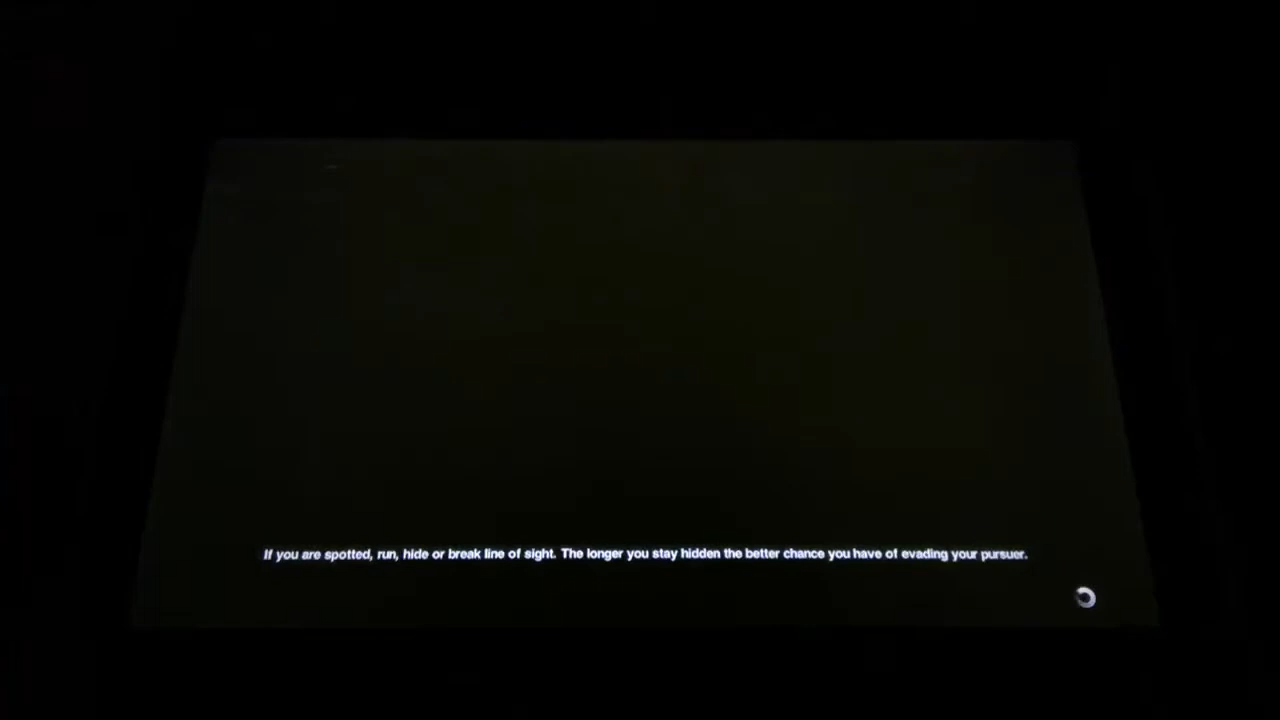 If you are spotted, run, hide or break line of sight. The longer you stay hidden the better chance you have of evading your pursuer.